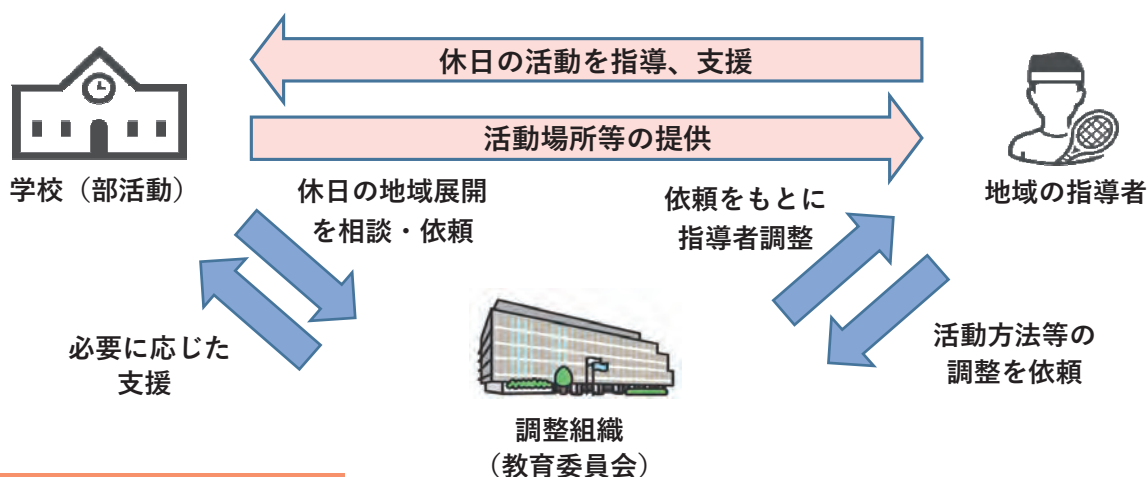 休日の活動を指導、支援
活動場所等の提供
学校（部活動）
地域の指導者
休日の地域展開
を相談・依頼
依頼をもとに
指導者調整
必要に応じた
支援
活動方法等の
調整を依頼
調整組織
（教育委員会）